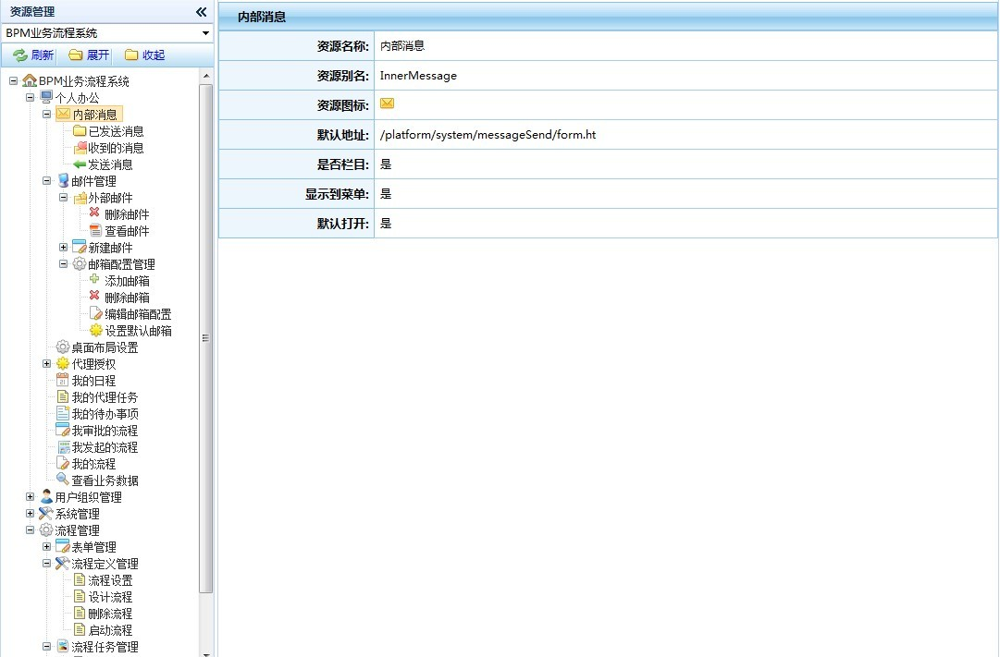 资源管理
BPM业务流程系统
刷新 展开 收起
BPM业务流程系统
个人办公
内部消息
已发送消息
收到的消息
发送消息
邮件管理
外部邮件
删除邮件
查看邮件
新建邮件
邮箱配置管理
添加邮箱
删除邮箱
编辑邮箱配置
设置默认邮箱
桌面布局设置
代理授权
我的日程
我的代理任务
我的待办事项
我审批的流程
我发起的流程
我的流程
查看业务数据
用户组织管理
系统管理
流程管理
表单管理
流程定义管理
流程设置
设计流程
删除流程
启动流程
流程任务管理
内部消息
资源名称: 内部消息
资源别名: InnerMessage
资源图标:
默认地址: /platform/system/messageSend/form.ht
是否栏目: 是
显示到菜单: 是
默认打开: 是